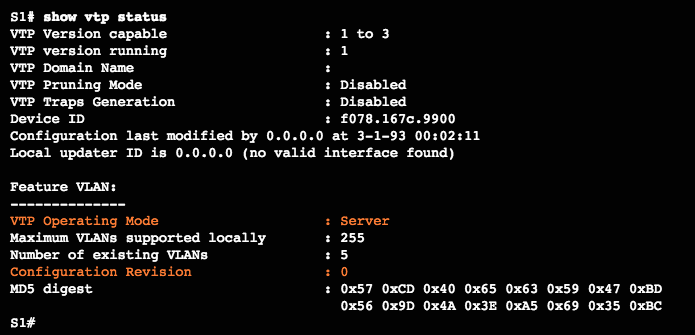 S1# show vtp status
VTP Version capable : 1 to 3
VTP version running : 1
VTP Domain Name :
VTP Pruning Mode : Disabled
VTP Traps Generation : Disabled
Device ID : f078.167c.9900
Configuration last modified by 0.0.0.0 at 3-1-93 00:02:11
Local updater ID is 0.0.0.0 (no valid interface found)
Feature VLAN:
--------------
VTP Operating Mode : Server
Maximum VLANs supported locally : 255
Number of existing VLANs : 5
Configuration Revision : 0
MD5 digest : 0x57 0xCD 0x40 0x65 0x63 0x59 0x47 0xBD
0x56 0x9D 0x4A 0x3E 0xA5 0x69 0x35 0xBC
S1#